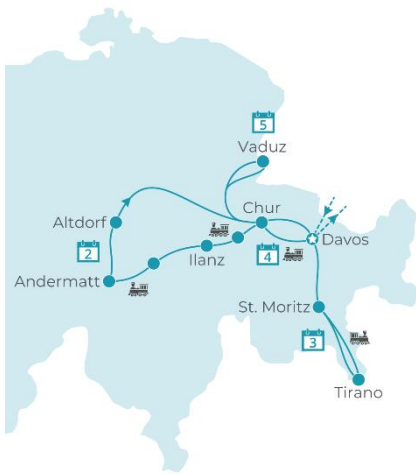 5
Vaduz
Chur
Altdorf
2
Ilanz
4
Davos
Andermatt
St. Moritz
3
Tirano